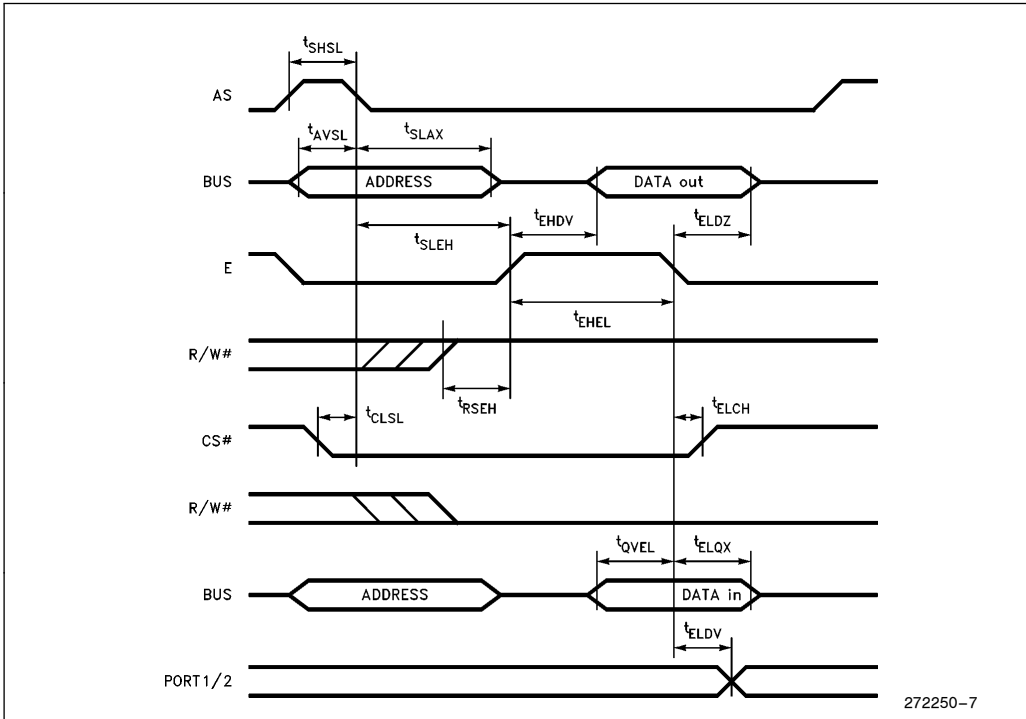 tSHSL
AS
tAVSL tSLAX
BUS ADDRESS DATA out
tSLEH tEHDV tELDZ
E
tEHEL
R/W#
tRSEH
tCLSL tELCH
CS#
R/W#
tQVEL tELQX
BUS ADDRESS DATA in
tELDV
PORT1/2
272250-7